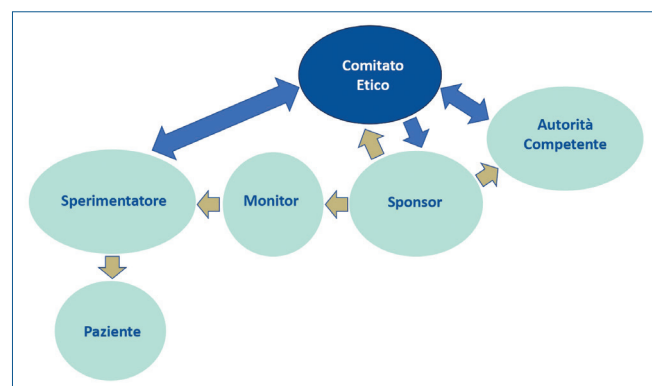 Comitato
Etico
Autorità
Competente
Sperimentatore
Monitor
Sponsor
Paziente